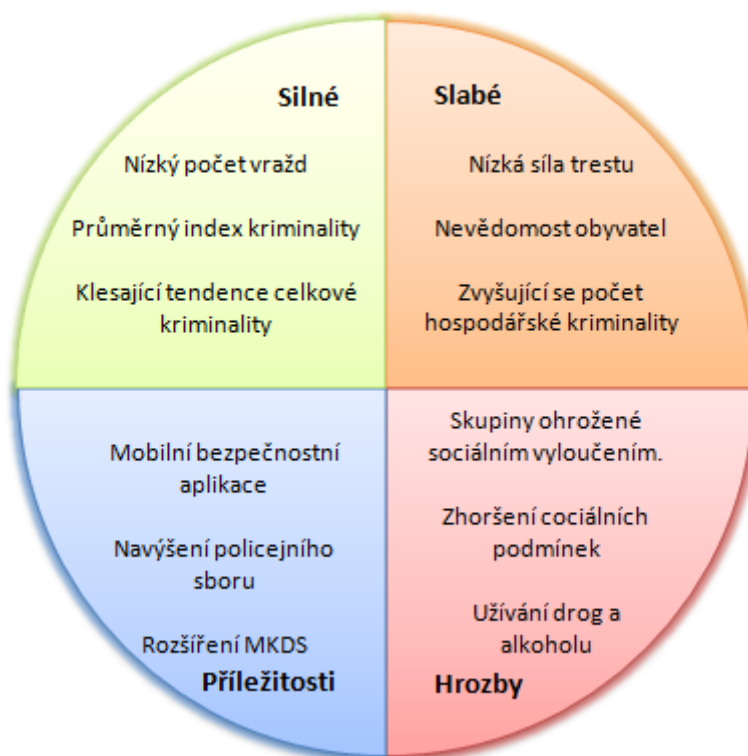 Silné
Nízký počet vražd
Průměrný index kriminality
Klesající tendence celkové
kriminality
Slabé
Nízká síla trestu
Nevědomost obyvatel
Zvyšující se počet
hospodářské kriminality
Mobilní bezpečnostní
aplikace
Navýšení policejního
sboru
Rozšíření MKDS
Příležitosti
Skupiny ohrožené
sociálním vyloučením.
Zhoršení cociálních
podmínek
Užívání drog a
alkoholu
Hrozby